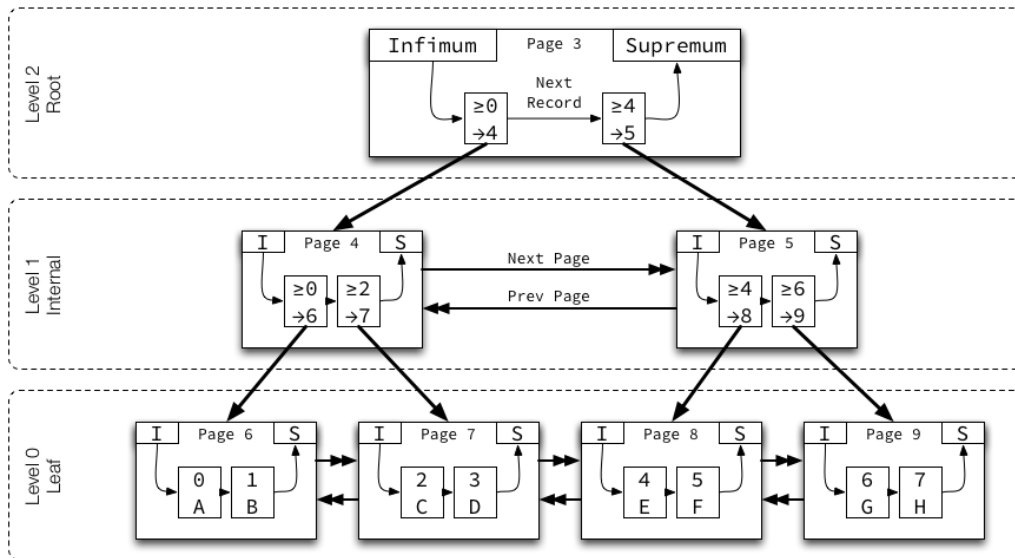 Level 2
Root
Infimum Page 3 Supremum
Next
Record
≥0 ≥4
→4 →5
Level 1
Internal
I Page 4 S
≥0 ≥2
→6 →7
Next Page
Prev Page
I Page 5 S
≥4 ≥6
→8 →9
Level 0
Leaf
I Page 6 S
0 1
A B
I Page 7 S
2 3
C D
I Page 8 S
4 5
E F
I Page 9 S
6 7
G H